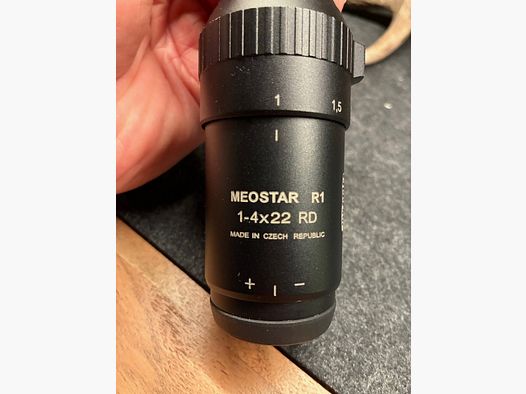 1 1,5
MEOSTAR R1
1-4x22 RD
MADE IN CZECH REPUBLIC
+ – −